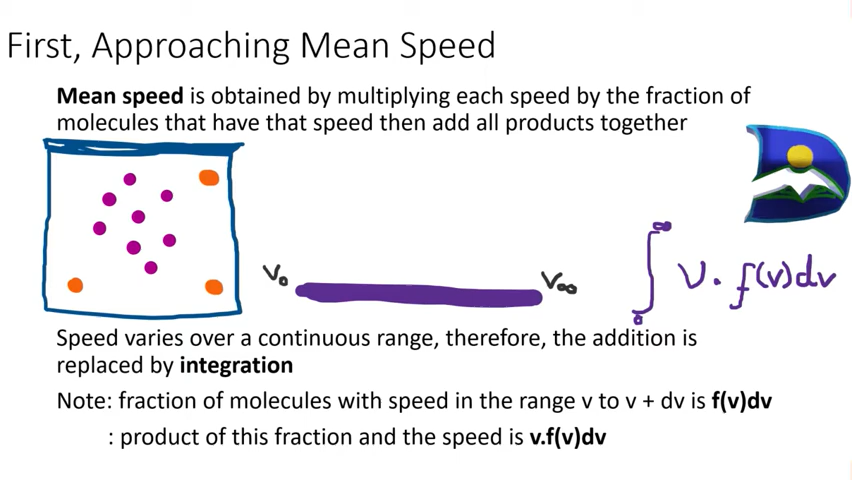 First, Approaching Mean Speed
Mean speed is obtained by multiplying each speed by the fraction of
molecules that have that speed then add all products together
V₀
V∞
∫₀^∞ v. f(v)dv
Speed varies over a continuous range, therefore, the addition is
replaced by integration
Note: fraction of molecules with speed in the range v to v + dv is f(v)dv
: product of this fraction and the speed is v.f(v)dv